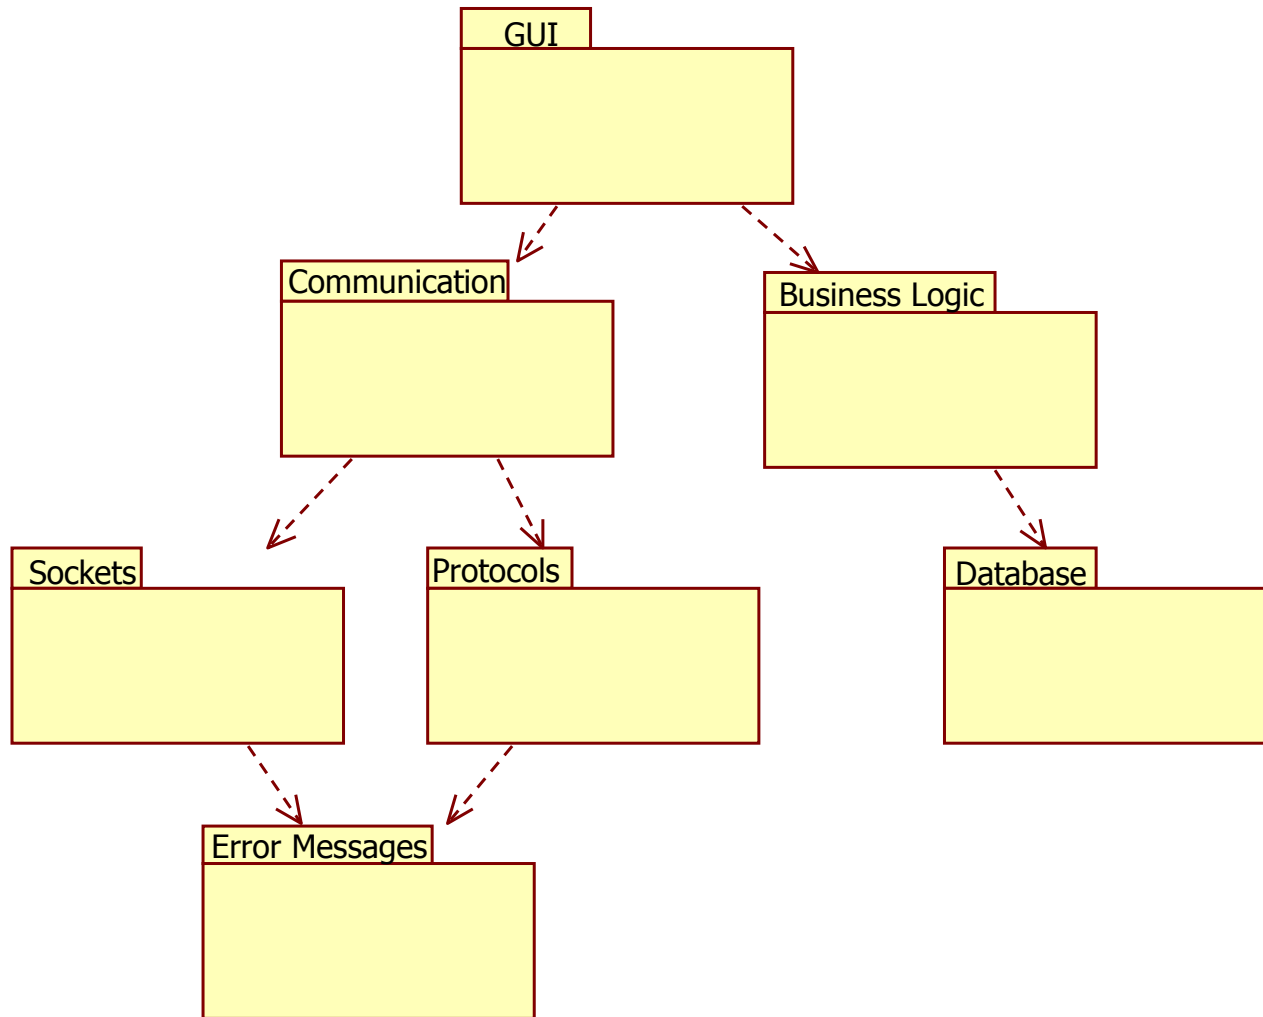 GUI
Communication
Business Logic
Sockets
Protocols
Database
Error Messages